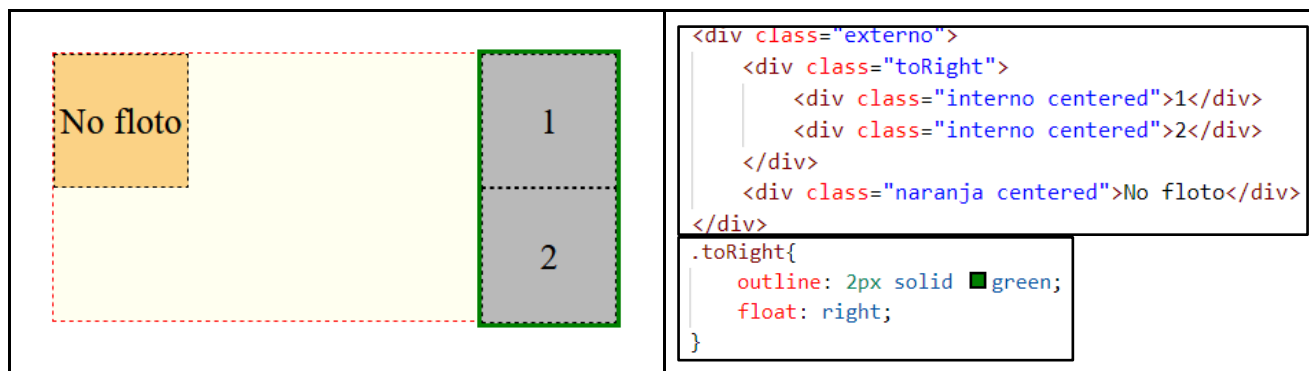 No floto
1
2
<div class="externo">
<div class="toRight">
<div class="interno centered">1</div>
<div class="interno centered">2</div>
</div>
<div class="naranja centered">No floto</div>
</div>
.toRight{
outline: 2px solid green;
float: right;
}